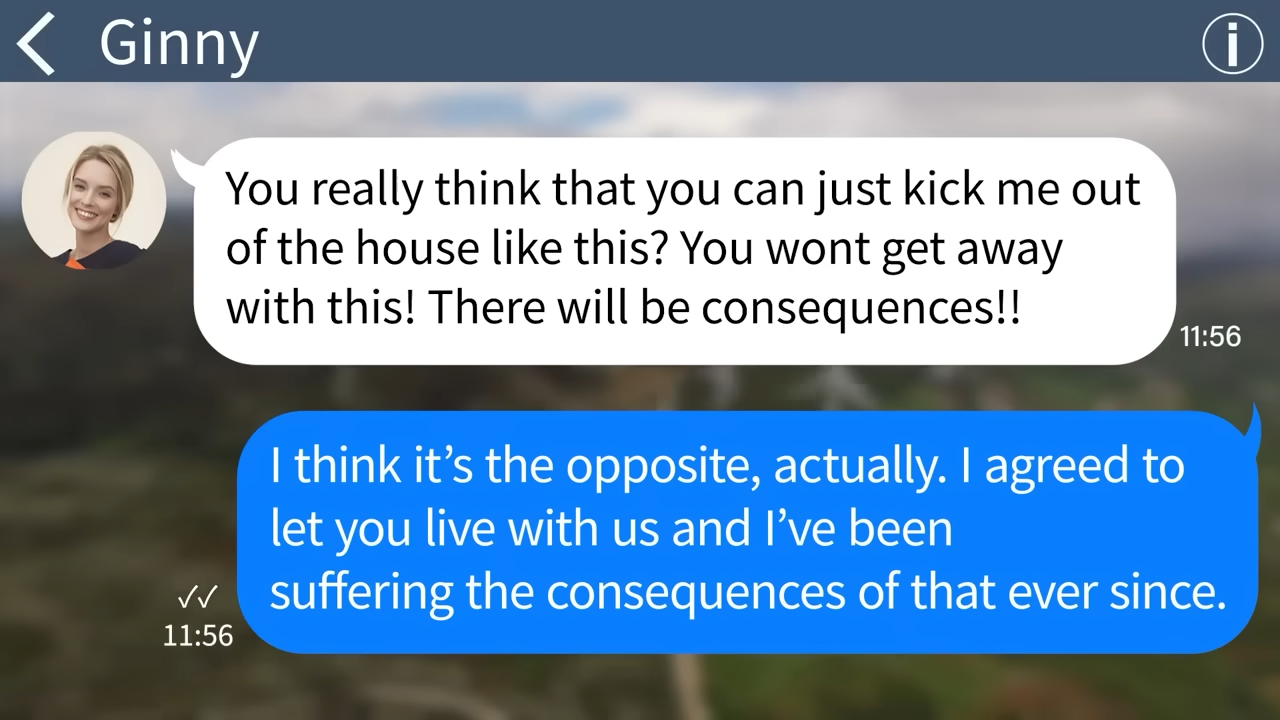 Ginny
You really think that you can just kick me out
of the house like this? You wont get away
with this! There will be consequences!!
11:56
I think it’s the opposite, actually. I agreed to
let you live with us and I’ve been
suffering the consequences of that ever since.
11:56